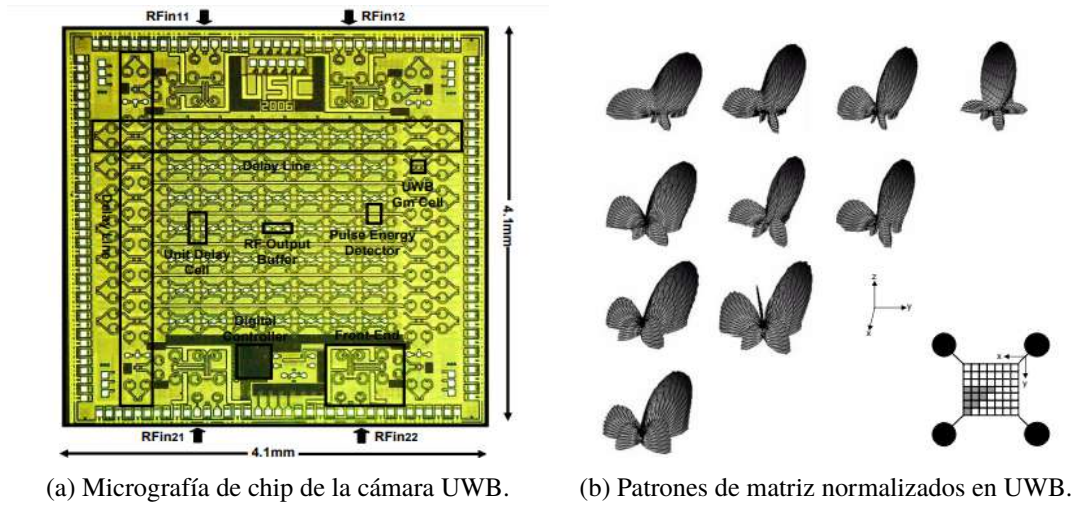 RFin11
RFin12
USC
2006
Delay Line
UWB
Gm Cell
Delay Line
Pulse Energy
Detector
RF Output
Buffer
Unit Delay
Cell
Digital
Controller
Front-End
4.1mm
RFin21
RFin22
4.1mm
z
y
x
x
y
(a) Micrografía de chip de la cámara UWB.
(b) Patrones de matriz normalizados en UWB.